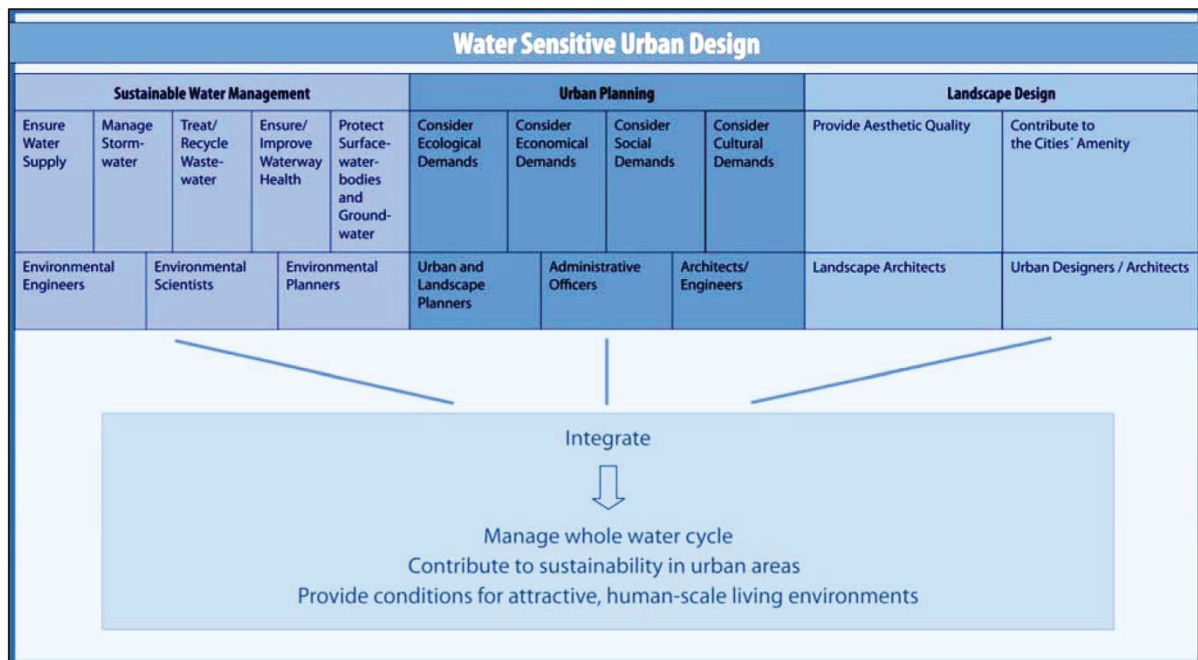 Water Sensitive Urban Design
Sustainable Water Management
Urban Planning
Landscape Design
Ensure
Water
Supply
Manage
Storm-
water
Treat/
Recycle
Waste-
water
Ensure/
Improve
Waterway
Health
Protect
Surface-
water-
bodies
and
Ground-
water
Consider
Ecological
Demands
Consider
Economical
Demands
Consider
Social
Demands
Consider
Cultural
Demands
Provide Aesthetic Quality
Contribute to
the Cities´ Amenity
Environmental
Engineers
Environmental
Scientists
Environmental
Planners
Urban and
Landscape
Planners
Administrative
Officers
Architects/
Engineers
Landscape Architects
Urban Designers / Architects
Integrate
Manage whole water cycle
Contribute to sustainability in urban areas
Provide conditions for attractive, human-scale living environments